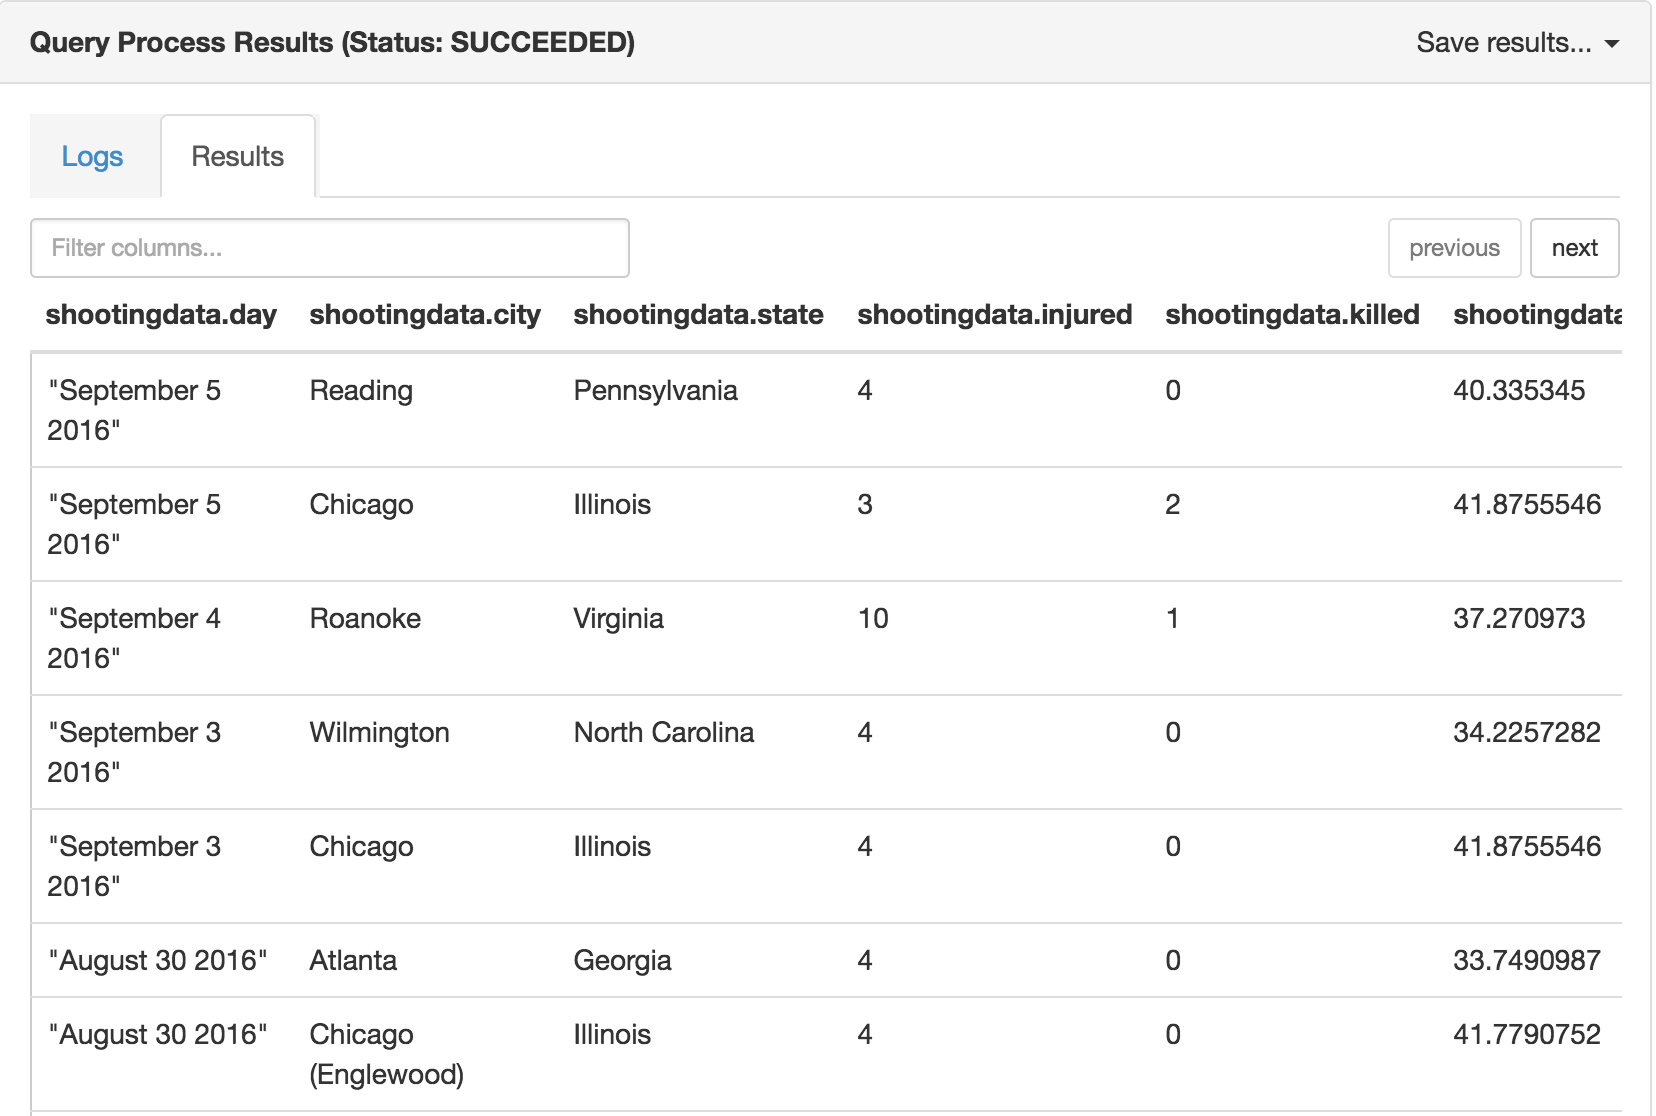 Query Process Results (Status: SUCCEEDED) Save results...
Logs Results
Filter columns... previous next
shootingdata.day shootingdata.city shootingdata.state shootingdata.injured shootingdata.killed shootingdata
"September 5 Reading Pennsylvania 4 0 40.335345
2016"
"September 5 Chicago Illinois 3 2 41.8755546
2016"
"September 4 Roanoke Virginia 10 1 37.270973
2016"
"September 3 Wilmington North Carolina 4 0 34.2257282
2016"
"September 3 Chicago Illinois 4 0 41.8755546
2016"
"August 30 2016" Atlanta Georgia 4 0 33.7490987
"August 30 2016" Chicago Illinois 4 0 41.7790752
(Englewood)